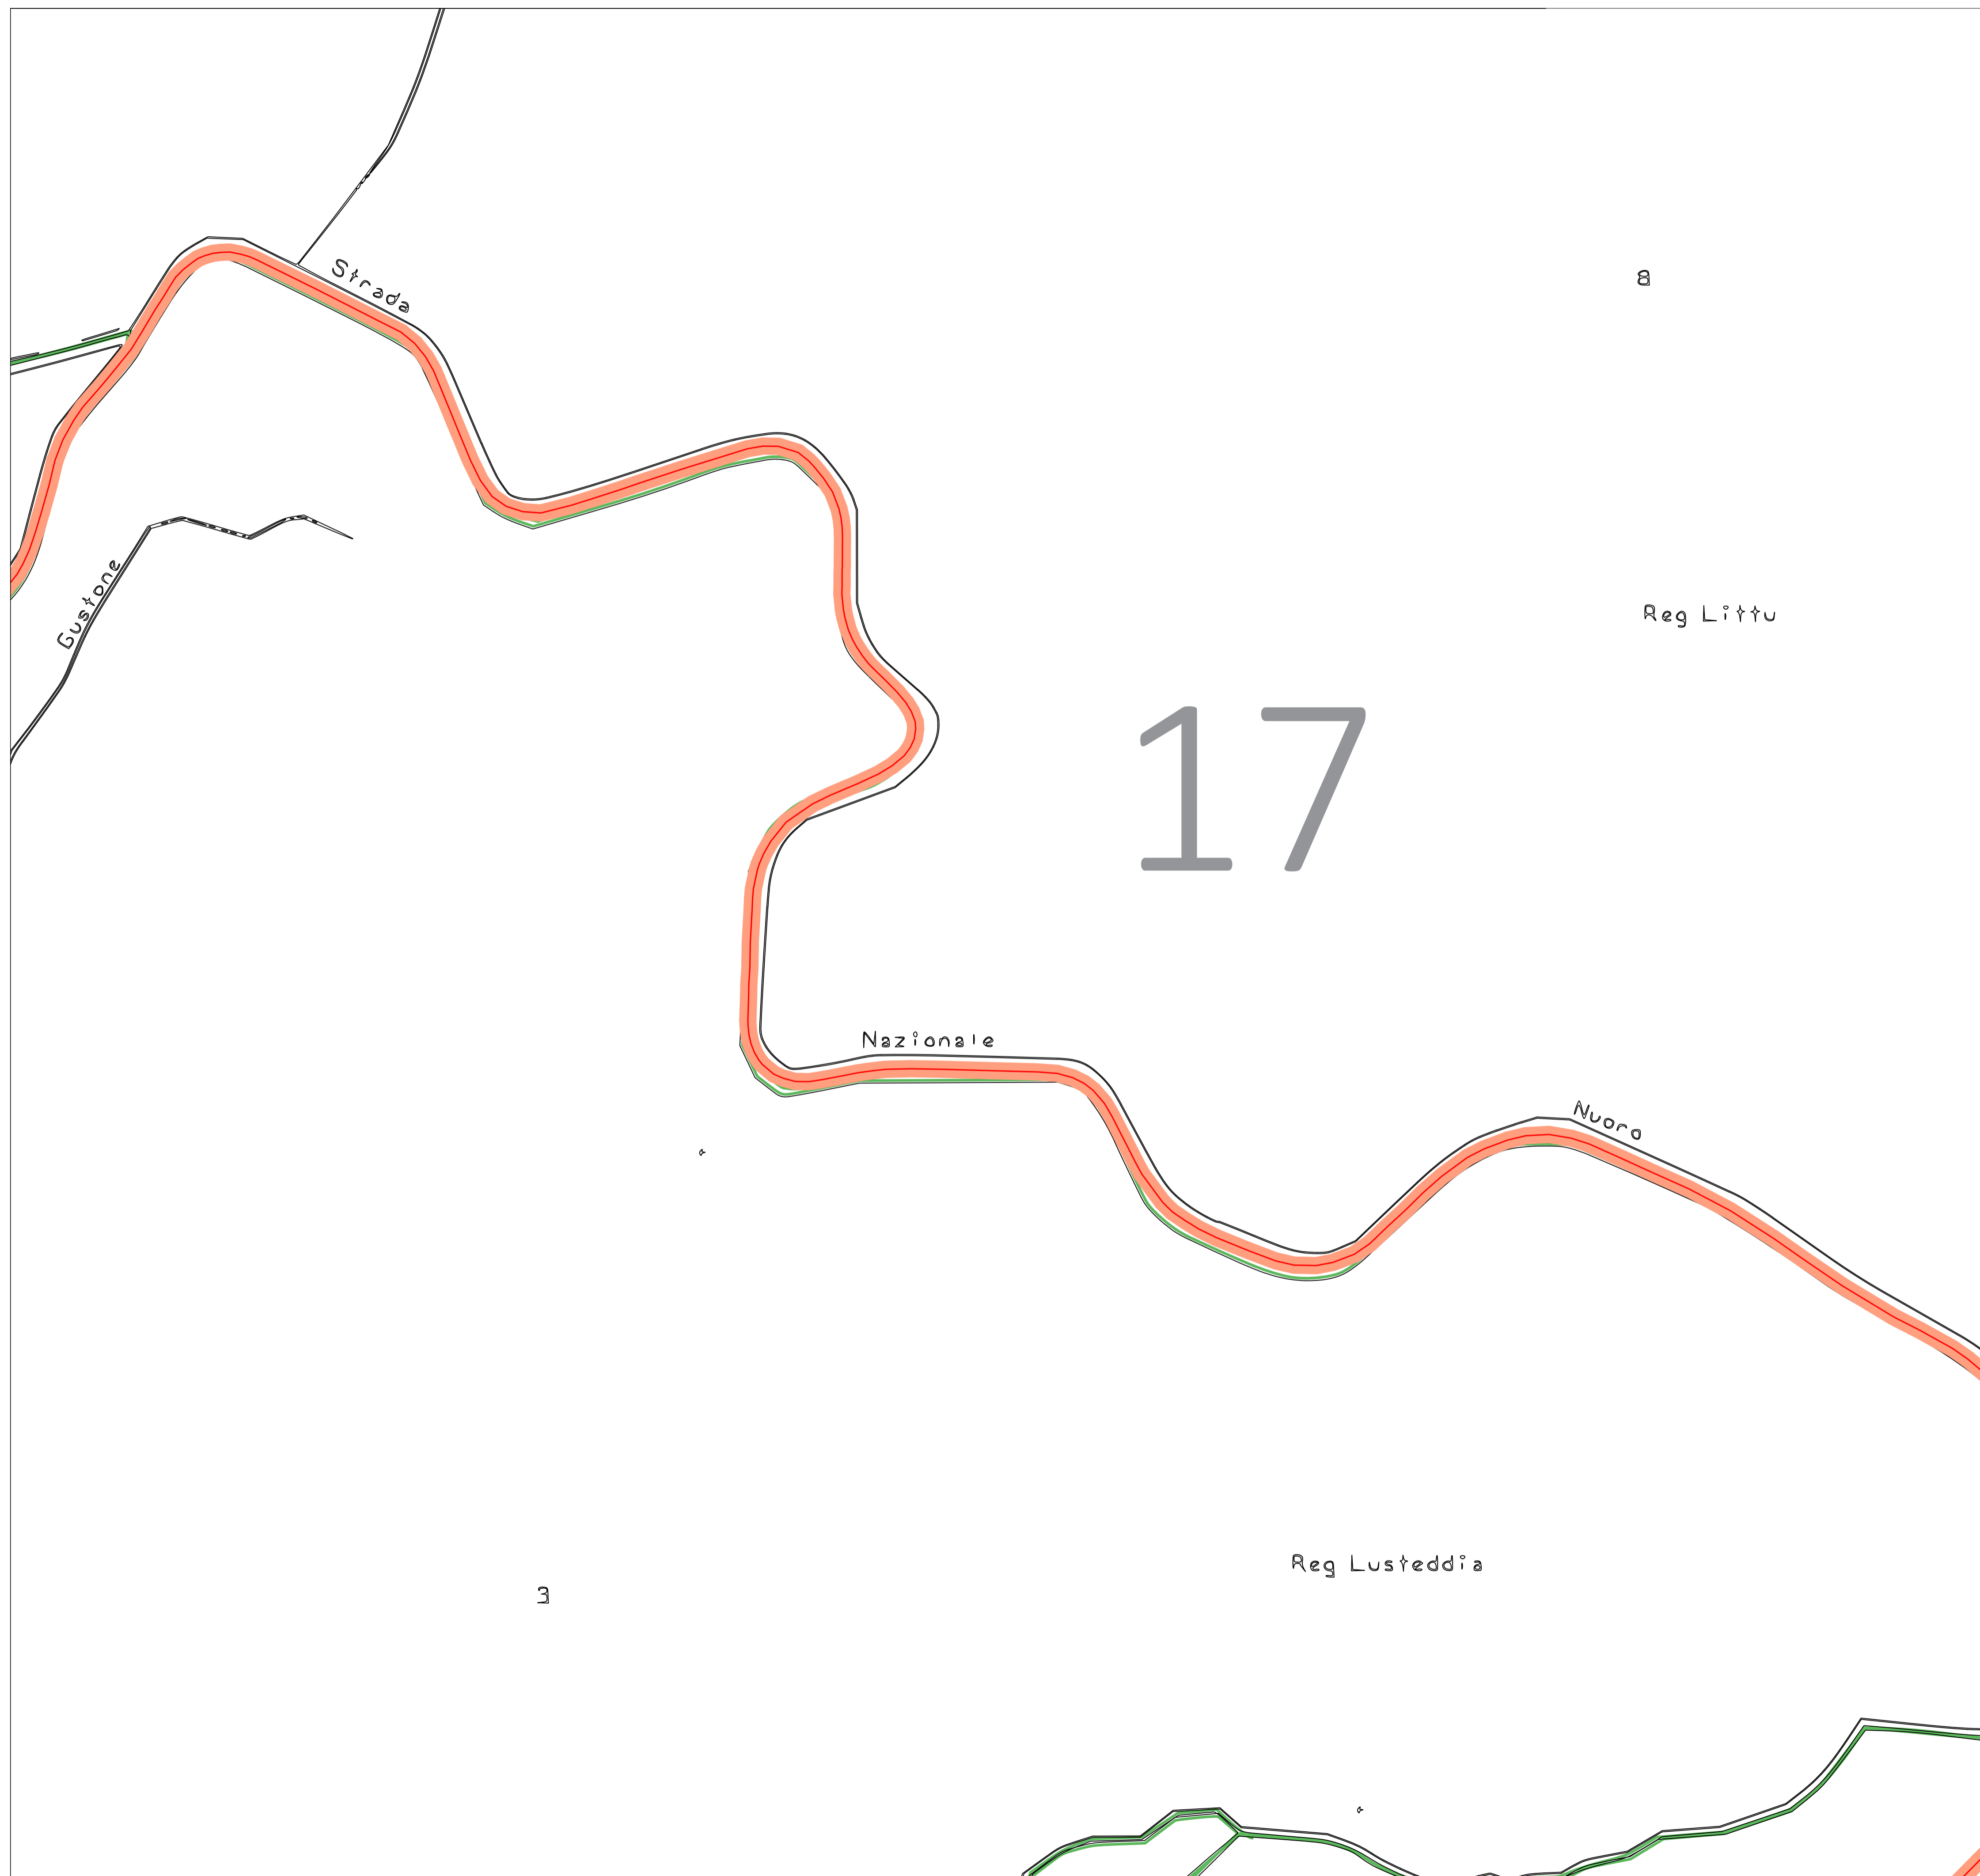 Strada
8
Gustone
Reg Littu
17
Nazionale
Nuoro
Reg Lusteddia
3